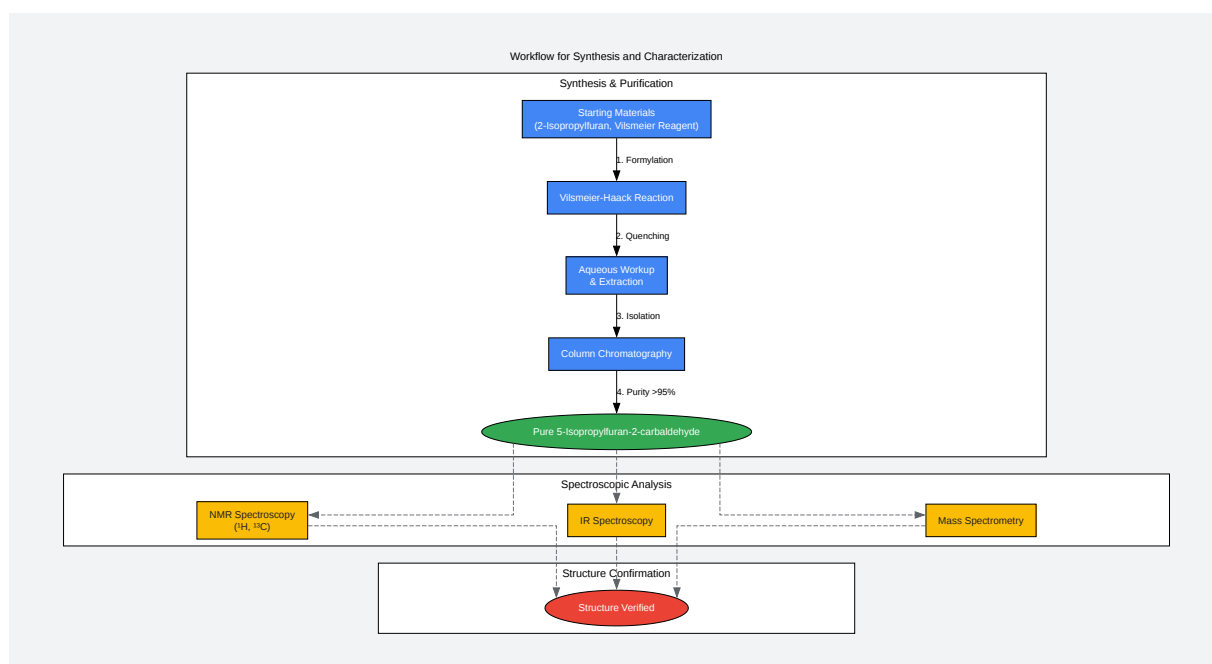 Workflow for Synthesis and Characterization
Synthesis & Purification
Starting Materials
(2-Isopropylfuran, Vilsmeier Reagent)
1. Formylation
Vilsmeier-Haack Reaction
2. Quenching
Aqueous Workup
& Extraction
3. Isolation
Column Chromatography
4. Purity >95%
Pure 5-Isopropylfuran-2-carbaldehyde
Spectroscopic Analysis
NMR Spectroscopy
(¹H, ¹³C)
IR Spectroscopy
Mass Spectrometry
Structure Confirmation
Structure Verified